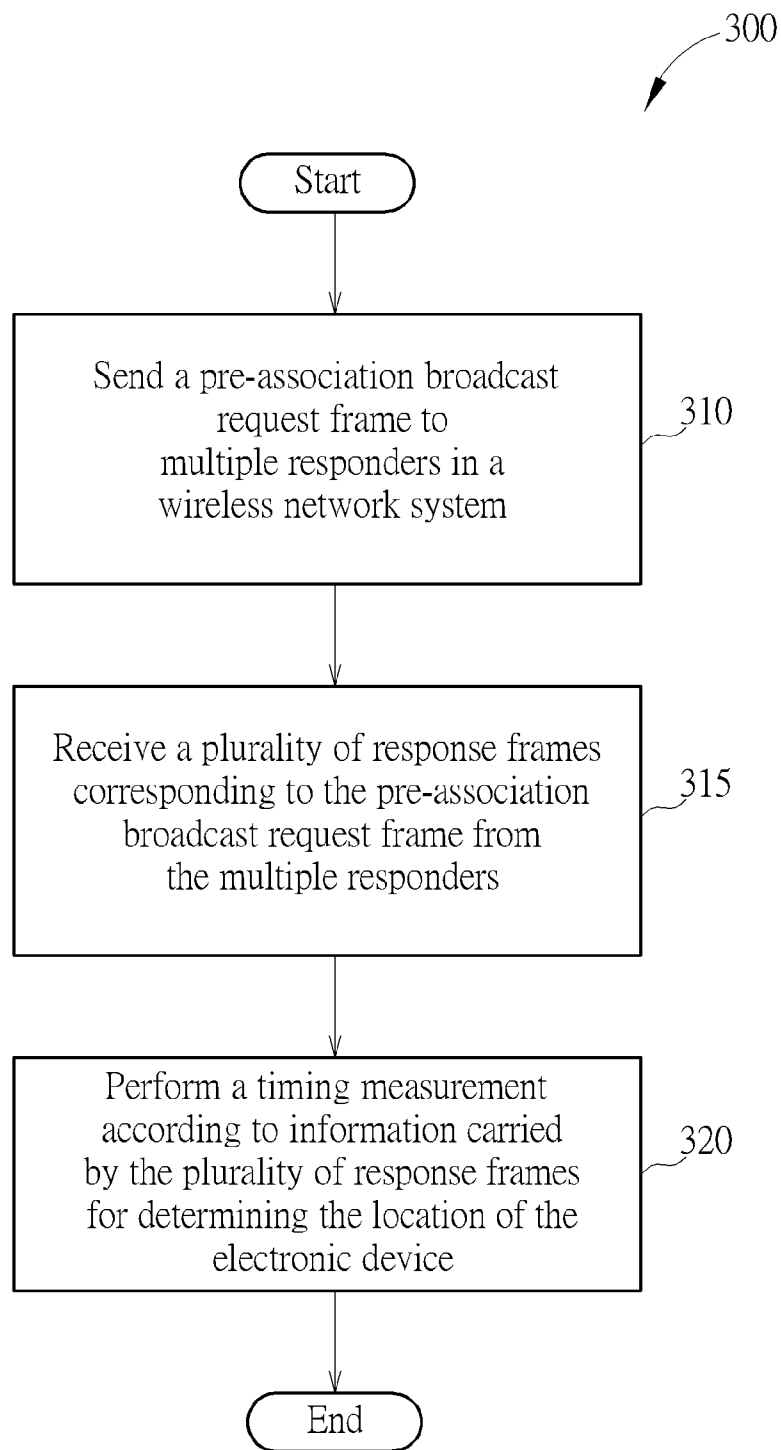 300
Start
Send a pre-association broadcast
request frame to
multiple responders in a
wireless network system
310
Receive a plurality of response frames
corresponding to the pre-association
broadcast request frame from
the multiple responders
315
Perform a timing measurement
according to information carried
by the plurality of response frames
for determining the location of the
electronic device
320
End